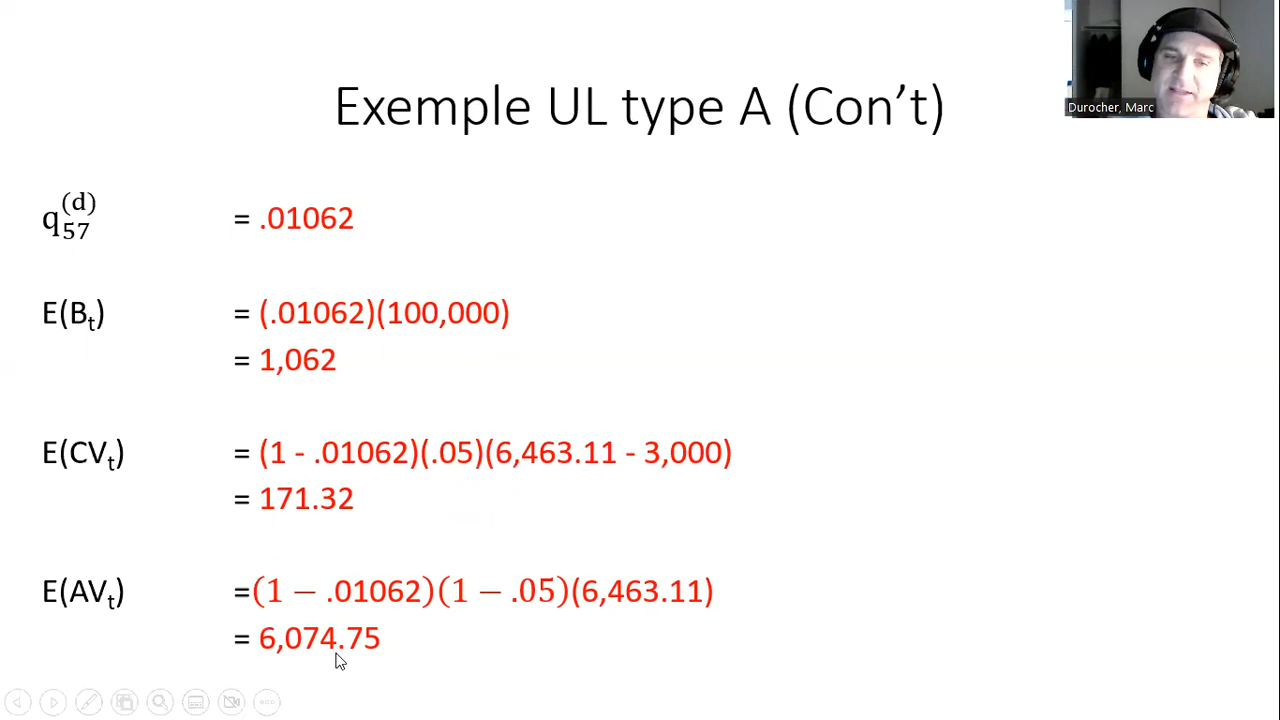 Durocher, Marc
Exemple UL type A (Con’t)
q₅₇⁽ᵈ⁾ = .01062
E(Bₜ) = (.01062)(100,000)
= 1,062
E(CVₜ) = (1 - .01062)(.05)(6,463.11 - 3,000)
= 171.32
E(AVₜ) =(1 − .01062)(1 − .05)(6,463.11)
= 6,074.75